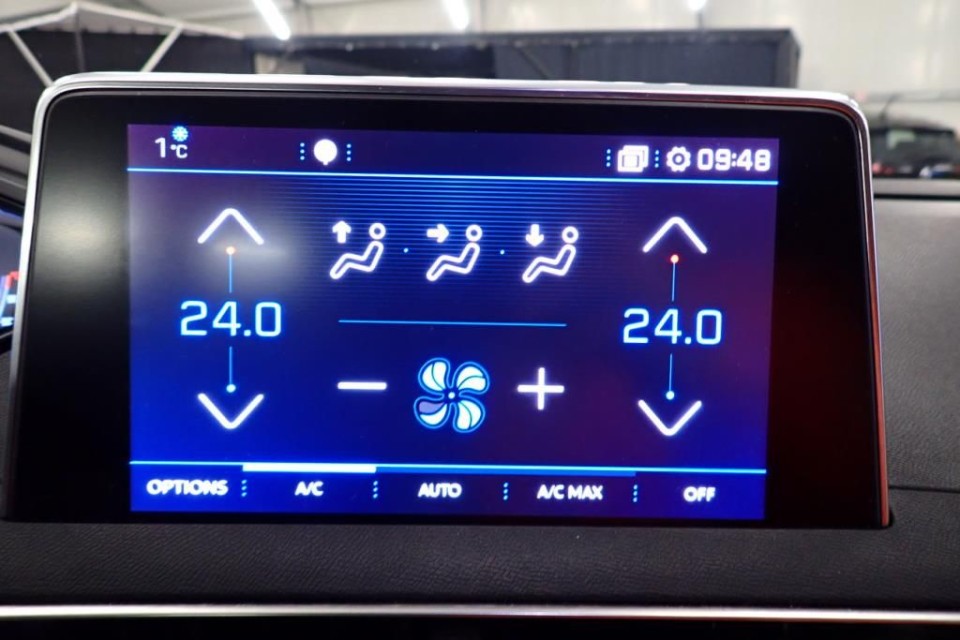 1°C 09:48
24.0 24.0
OPTIONS A/C AUTO A/C MAX OFF